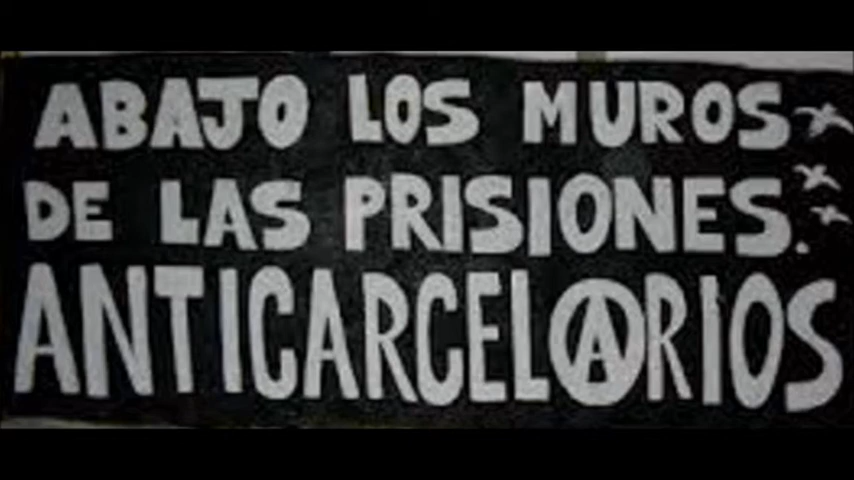 ABAJO LOS MUROS
DE LAS PRISIONES.
ANTICARCELARIOS